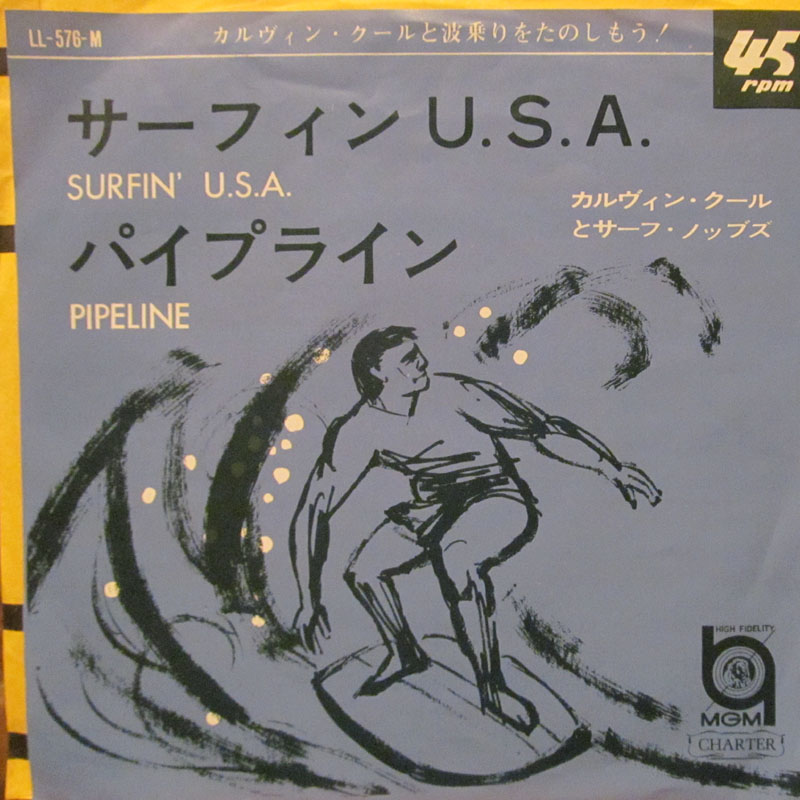 LL-576-M
カルヴィン・クールと波乗りをたのしもう!
45
rpm
サーフィン U.S.A.
SURFIN' U.S.A.
カルヴィン・クール
とサーフ・ノッブズ
パイプライン
PIPELINE
HIGH FIDELITY
MGM
CHARTER